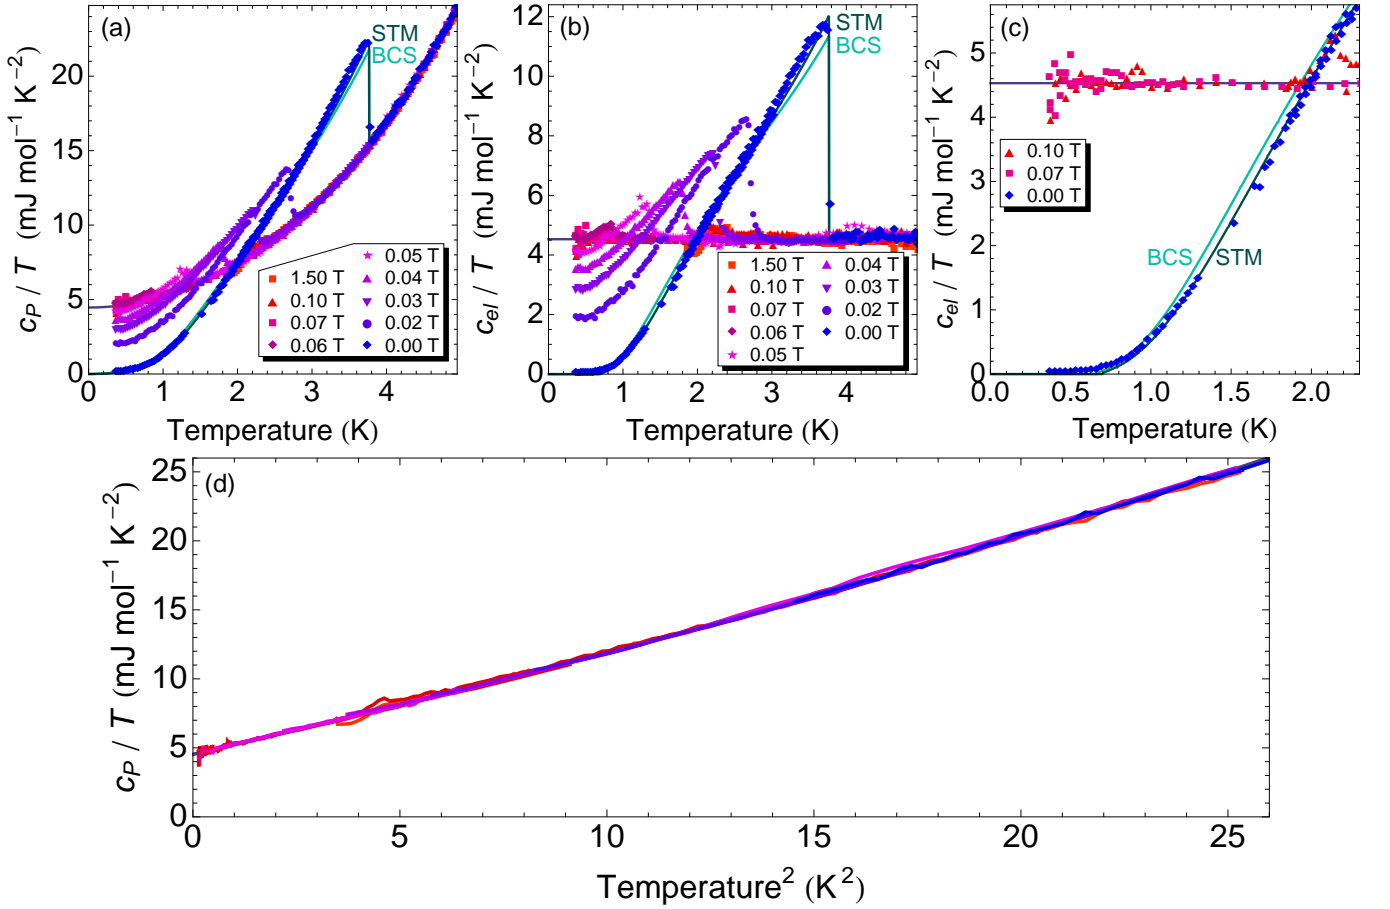 (a)
STM
BCS
c_P / T (mJ mol⁻¹ K⁻²)
20
15
10
5
0
0 1 2 3 4
Temperature (K)
0.05 T
1.50 T 0.04 T
0.10 T 0.03 T
0.07 T 0.02 T
0.06 T 0.00 T
(b)
STM
BCS
c_el / T (mJ mol⁻¹ K⁻²)
12
10
8
6
4
2
0
0 1 2 3 4
Temperature (K)
1.50 T 0.04 T
0.10 T 0.03 T
0.07 T 0.02 T
0.06 T 0.00 T
0.05 T
(c)
c_el / T (mJ mol⁻¹ K⁻²)
5
4
3
2
1
0
0.0 0.5 1.0 1.5 2.0
Temperature (K)
0.10 T
0.07 T
0.00 T
BCS STM
(d)
c_P / T (mJ mol⁻¹ K⁻²)
25
20
15
10
5
0
0 5 10 15 20 25
Temperature² (K²)